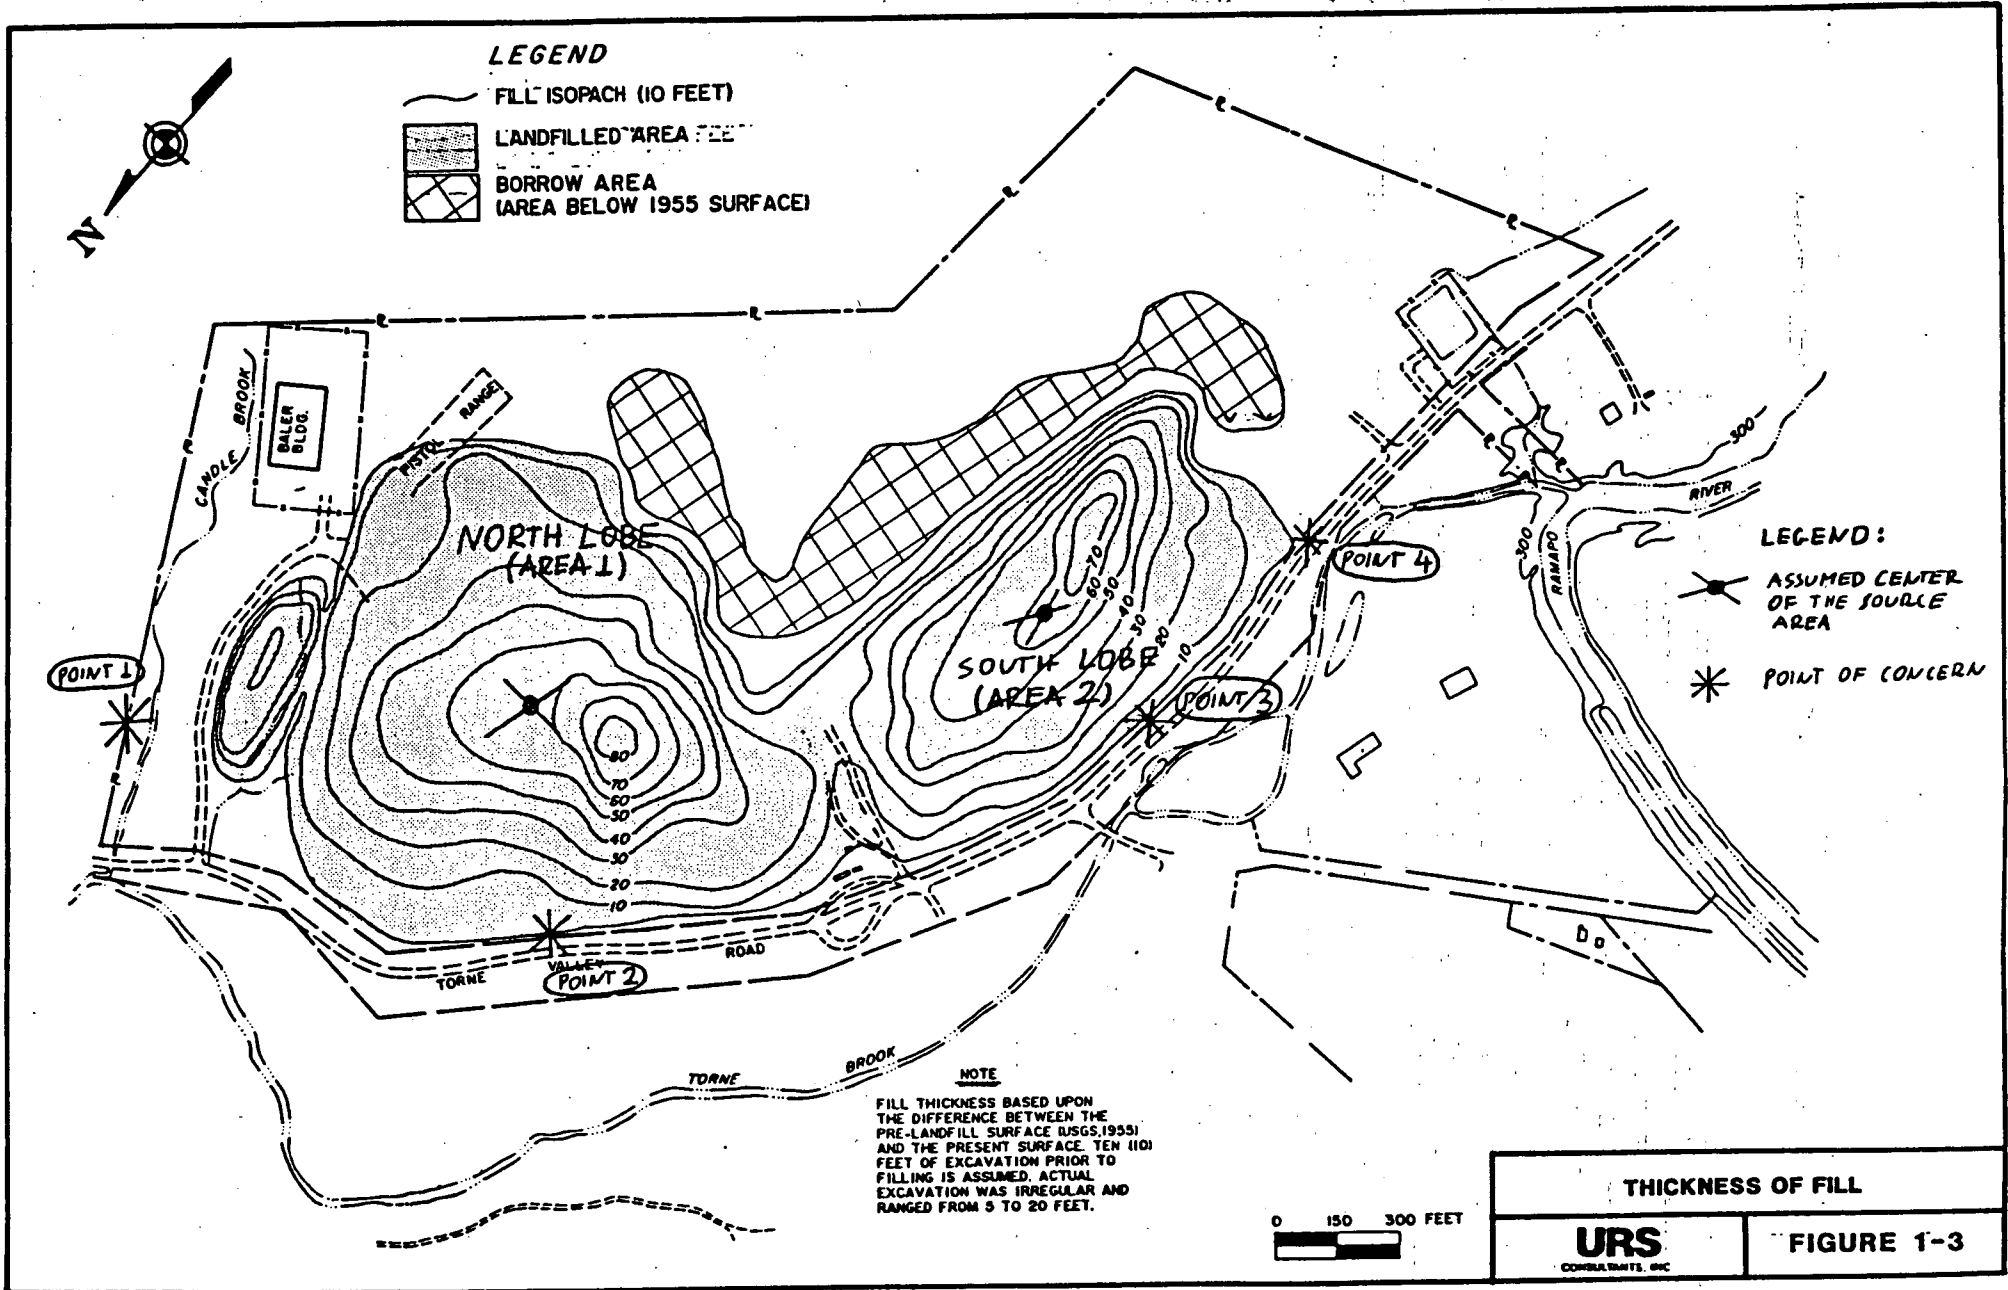 LEGEND
FILL ISOPACH (10 FEET)
LANDFILLED AREA
BORROW AREA
(AREA BELOW 1955 SURFACE)
N
CANDLE BROOK
BALER
BLDG.
PISTOL RANGE
NORTH LOBE
(AREA 1)
SOUTH LOBE
(AREA 2)
POINT 1
POINT 2
POINT 3
POINT 4
80
70
60
50
40
30
20
10
70
60
50
40
30
20
10
TORNE VALLEY ROAD
TORNE BROOK
300
300
RAMAPO RIVER
LEGEND:
ASSUMED CENTER
OF THE SOURCE
AREA
POINT OF CONCERN
NOTE
FILL THICKNESS BASED UPON
THE DIFFERENCE BETWEEN THE
PRE-LANDFILL SURFACE (USGS,1955)
AND THE PRESENT SURFACE. TEN (10)
FEET OF EXCAVATION PRIOR TO
FILLING IS ASSUMED. ACTUAL
EXCAVATION WAS IRREGULAR AND
RANGED FROM 5 TO 20 FEET.
0 150 300 FEET
THICKNESS OF FILL
URS
CONSULTANTS, INC
FIGURE 1-3